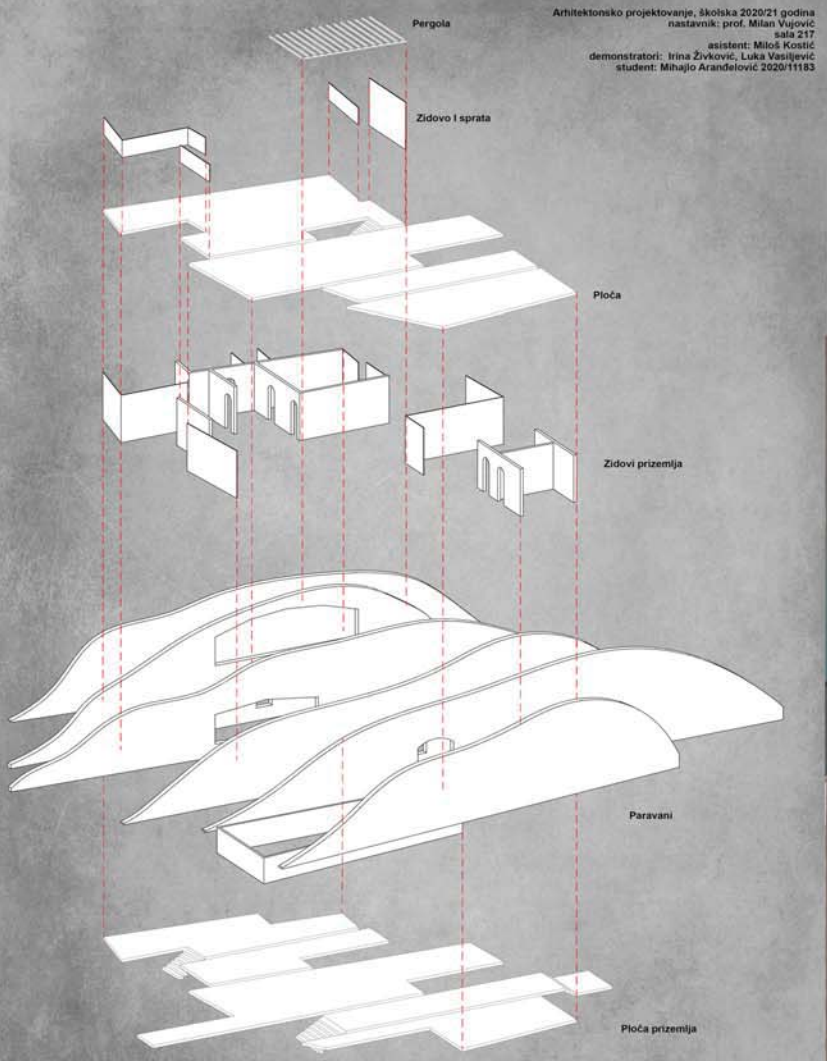 Arhitektonsko projektovanje, školska 2020/21 godina
nastavnik: prof. Milan Vujović
sala 217
asistent: Miloš Kostić
demonstratori: Irina Živković, Luka Vasiljević
student: Mihajlo Aranđelović 2020/11183
Pergola
Zidovo I sprata
Ploča
Zidovi prizemlja
Paravani
Ploča prizemlja